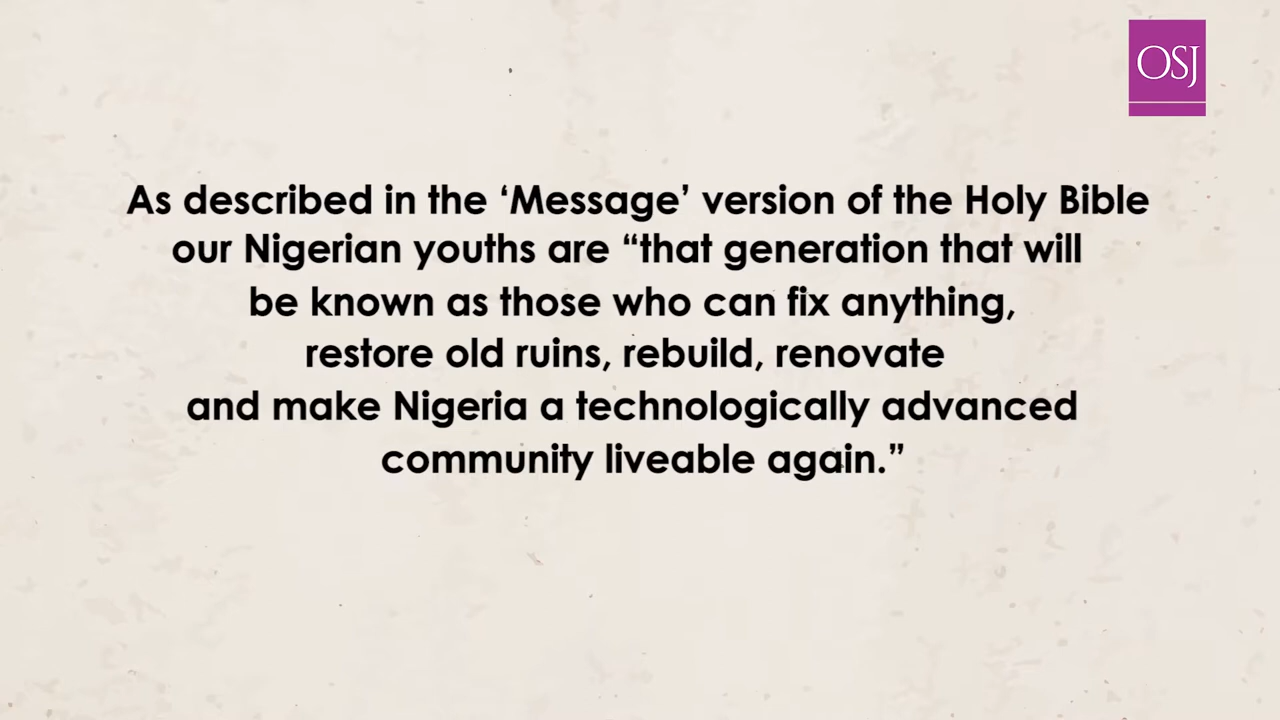 OSJ
As described in the ‘Message’ version of the Holy Bible
our Nigerian youths are “that generation that will
be known as those who can fix anything,
restore old ruins, rebuild, renovate
and make Nigeria a technologically advanced
community liveable again.”